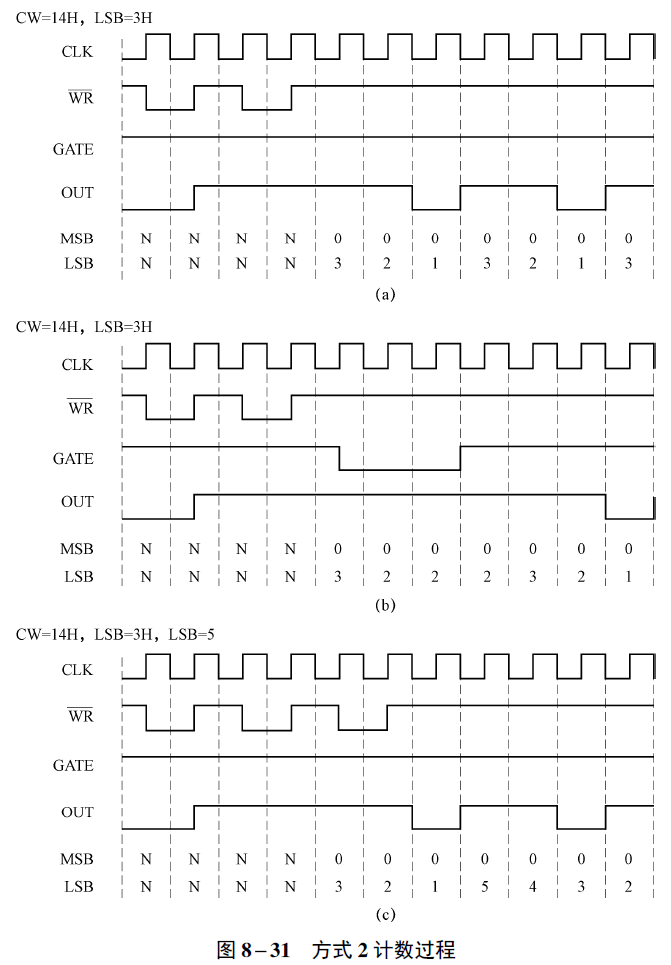 CW=14H，LSB=3H
CLK
WR
GATE
OUT
MSB N N N N 0 0 0 0 0 0 0
LSB N N N N 3 2 1 3 2 1 3
(a)
CW=14H，LSB=3H
CLK
WR
GATE
OUT
MSB N N N N 0 0 0 0 0 0 0
LSB N N N N 3 2 2 2 3 2 1
(b)
CW=14H，LSB=3H，LSB=5
CLK
WR
GATE
OUT
MSB N N N N 0 0 0 0 0 0 0
LSB N N N N 3 2 1 5 4 3 2
(c)
图 8–31 方式 2 计数过程